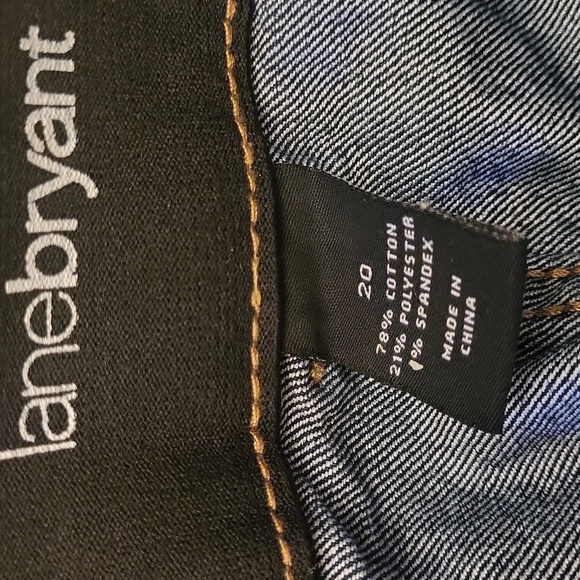 lanebryant
20
78% COTTON
21% POLYESTER
1% SPANDEX
MADE IN
CHINA